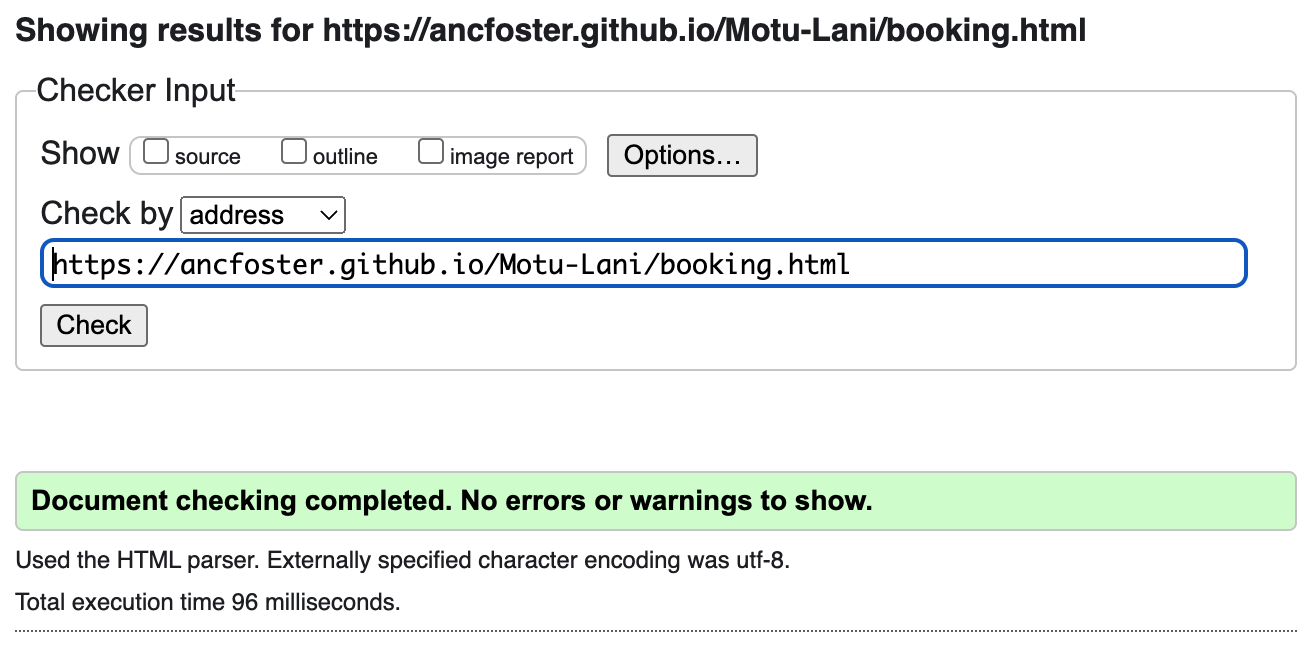 Showing results for https://ancfoster.github.io/Motu-Lani/booking.html
Checker Input
Show source outline image report Options...
Check by address
https://ancfoster.github.io/Motu-Lani/booking.html
Check
Document checking completed. No errors or warnings to show.
Used the HTML parser. Externally specified character encoding was utf-8.
Total execution time 96 milliseconds.